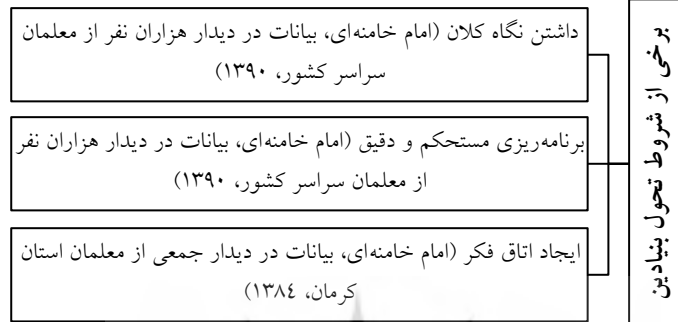 برخی از شروط تحول بنیادین
داشتن نگاه کلان (امام خامنه‌ای، بیانات در دیدار هزاران نفر از معلمان
سراسر کشور، ۱۳۹۰)
برنامه‌ریزی مستحکم و دقیق (امام خامنه‌ای، بیانات در دیدار هزاران نفر
از معلمان سراسر کشور، ۱۳۹۰)
ایجاد اتاق فکر (امام خامنه‌ای، بیانات در دیدار جمعی از معلمان استان
کرمان، ۱۳۸۴)